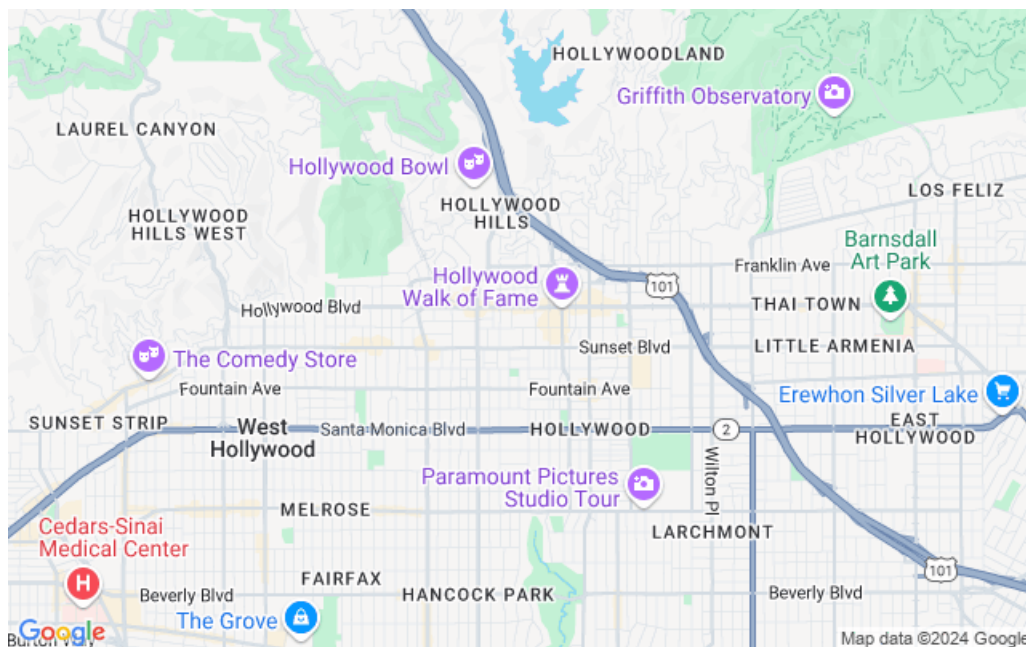 HOLLYWOODLAND
Griffith Observatory
LAUREL CANYON
Hollywood Bowl
LOS FELIZ
HOLLYWOOD
HILLS
HOLLYWOOD
HILLS WEST
Barnsdall
Art Park
Franklin Ave
Hollywood
Walk of Fame
101
THAI TOWN
Hollywood Blvd
Sunset Blvd
LITTLE ARMENIA
The Comedy Store
Fountain Ave
Fountain Ave
Erewhon Silver Lake
SUNSET STRIP
West
Hollywood
Santa Monica Blvd
HOLLYWOOD
2
EAST
HOLLYWOOD
Wilton Pl
Paramount Pictures
Studio Tour
MELROSE
LARCHMONT
Cedars-Sinai
Medical Center
H
101
FAIRFAX
Beverly Blvd
HANCOCK PARK
Beverly Blvd
The Grove
Google
Burton Way
Map data ©2024 Google